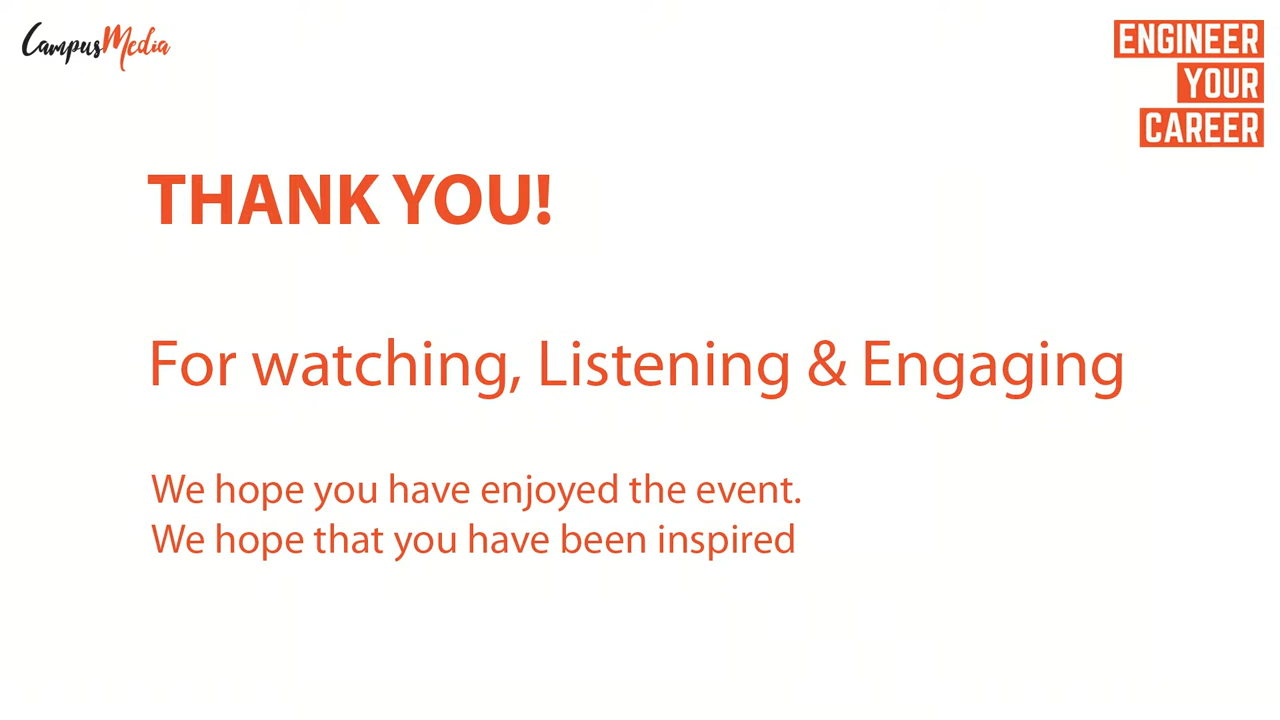 CampusMedia
ENGINEER
YOUR
CAREER
THANK YOU!
For watching, Listening & Engaging
We hope you have enjoyed the event.
We hope that you have been inspired